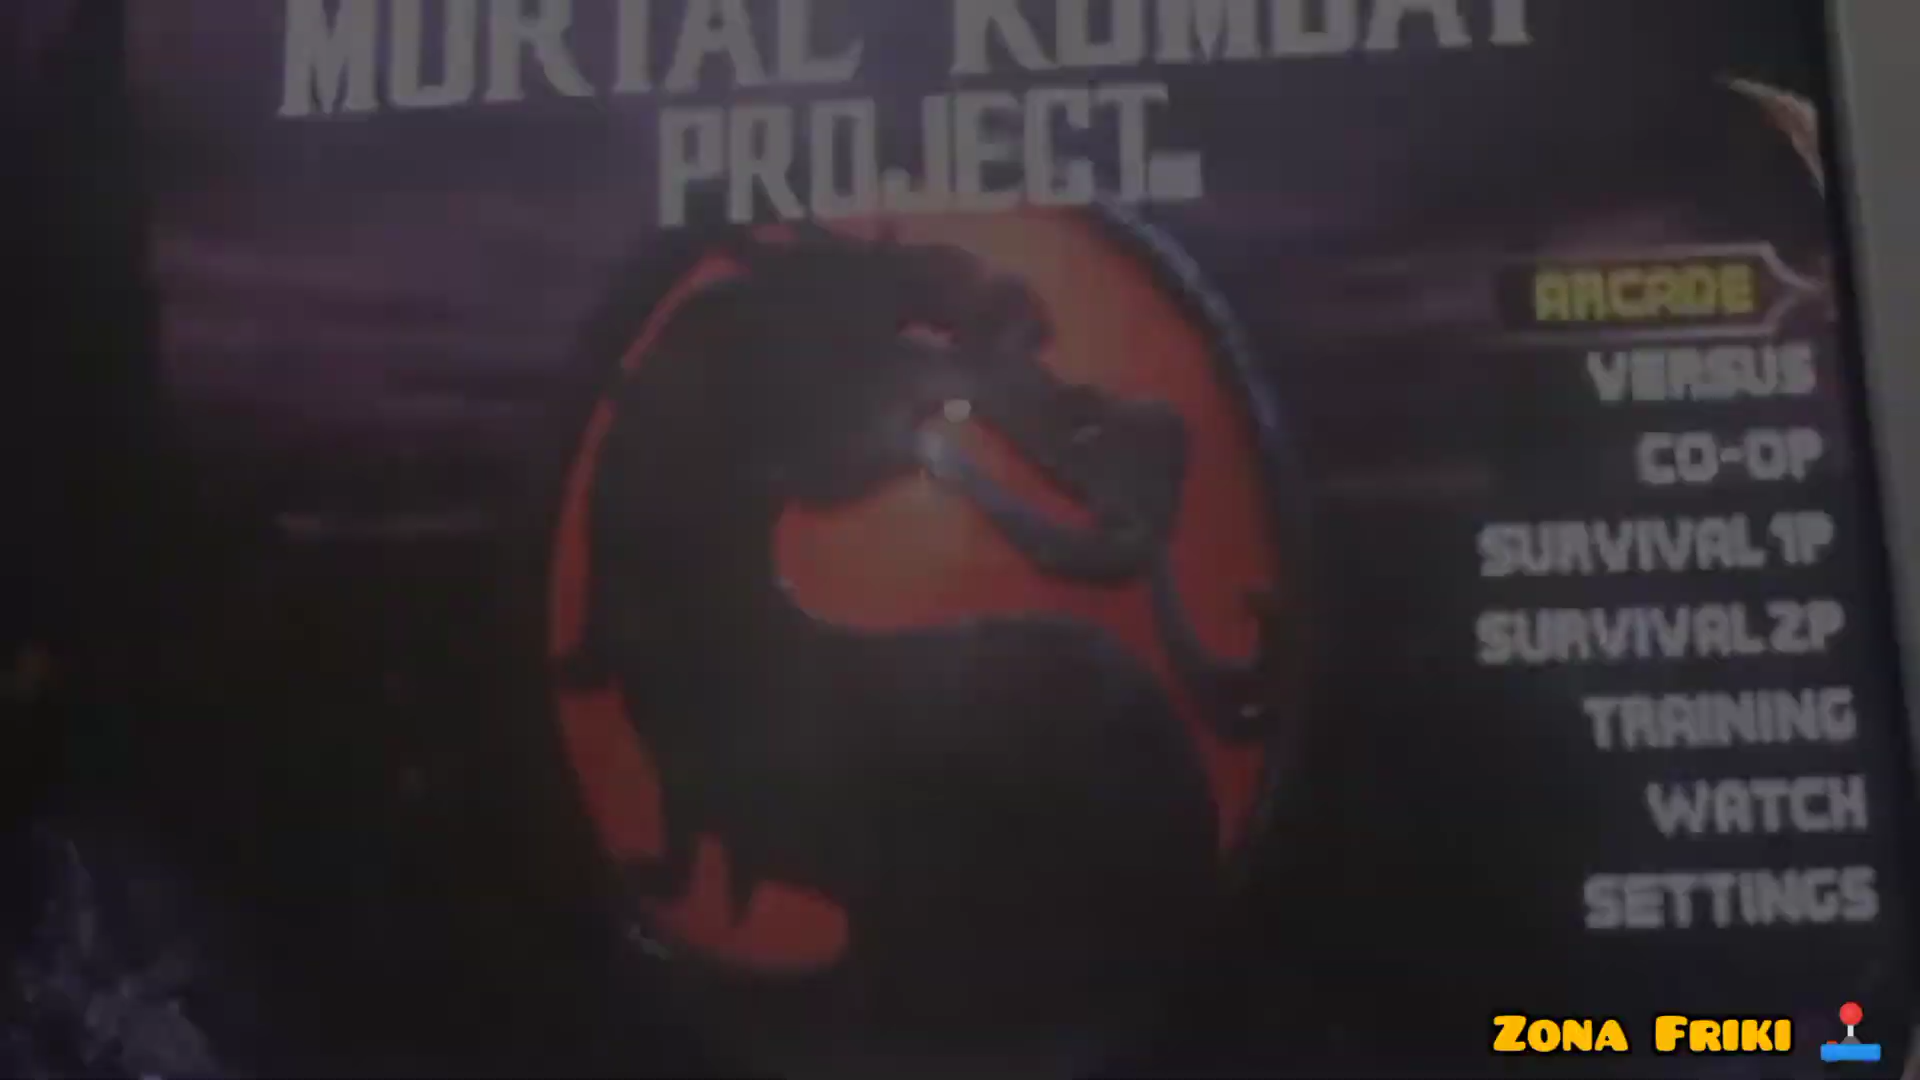 MORTAL KOMBAT
PROJECT.
ARCADE
VERSUS
CO-OP
SURVIVAL 1P
SURVIVAL 2P
TRAINING
WATCH
SETTINGS
ZONA FRIKI